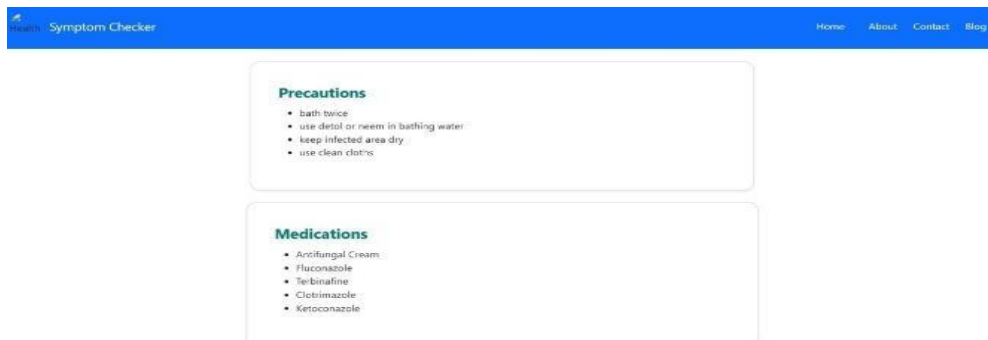 Health Symptom Checker Home About Contact Blog
Precautions
• bath twice
• use detol or neem in bathing water
• keep infected area dry
• use clean cloths
Medications
• Antifungal Cream
• Fluconazole
• Terbinafine
• Clotrimazole
• Ketoconazole